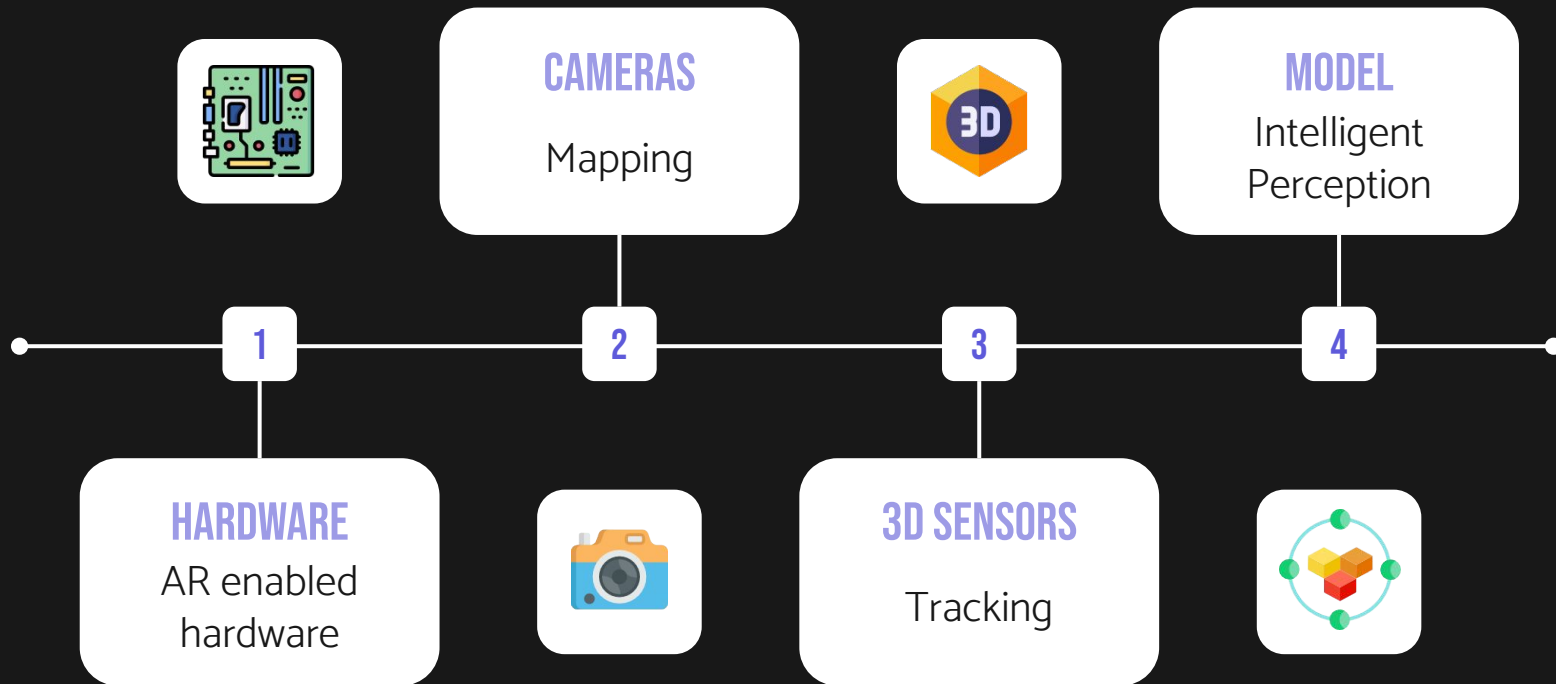 CAMERAS
Mapping
3D
MODEL
Intelligent
Perception
1
2
3
4
HARDWARE
AR enabled
hardware
3D SENSORS
Tracking